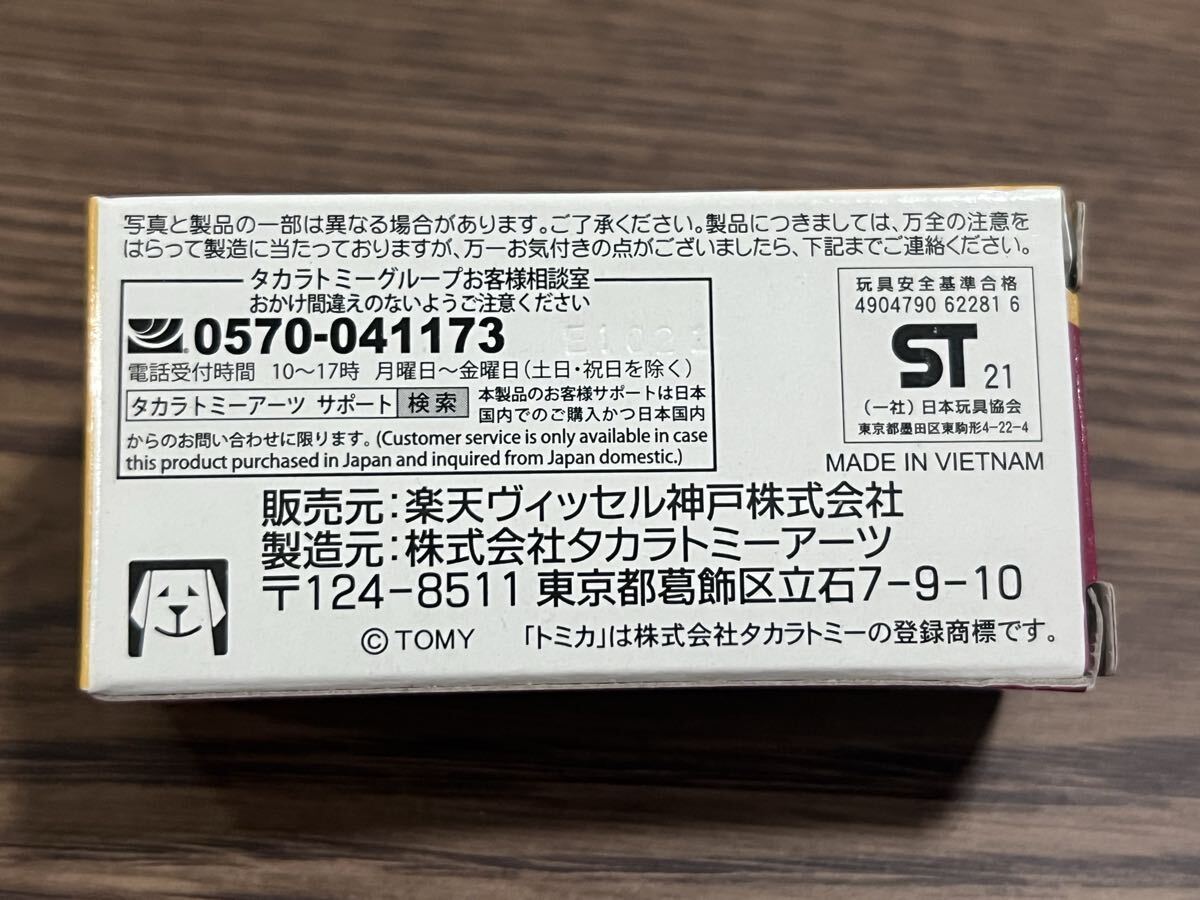 写真と製品の一部は異なる場合があります。ご了承ください。製品につきましては、万全の注意を
はらって製造に当たっておりますが、万一お気付きの点がございましたら、下記までご連絡ください。
タカラトミーグループお客様相談室
おかけ間違えのないようご注意ください
0570-041173
電話受付時間 10〜17時 月曜日〜金曜日(土日・祝日を除く)
タカラトミーアーツ サポート 検索
本製品のお客様サポートは日本
国内でのご購入かつ日本国内
からのお問い合わせに限ります。(Customer service is only available in case
this product purchased in Japan and inquired from Japan domestic.)
玩具安全基準合格
4904790 62281 6
ST 21
(一社)日本玩具協会
東京都墨田区東駒形4-22-4
MADE IN VIETNAM
販売元:楽天ヴィッセル神戸株式会社
製造元:株式会社タカラトミーアーツ
〒124-8511 東京都葛飾区立石7-9-10
©TOMY 「トミカ」は株式会社タカラトミーの登録商標です。